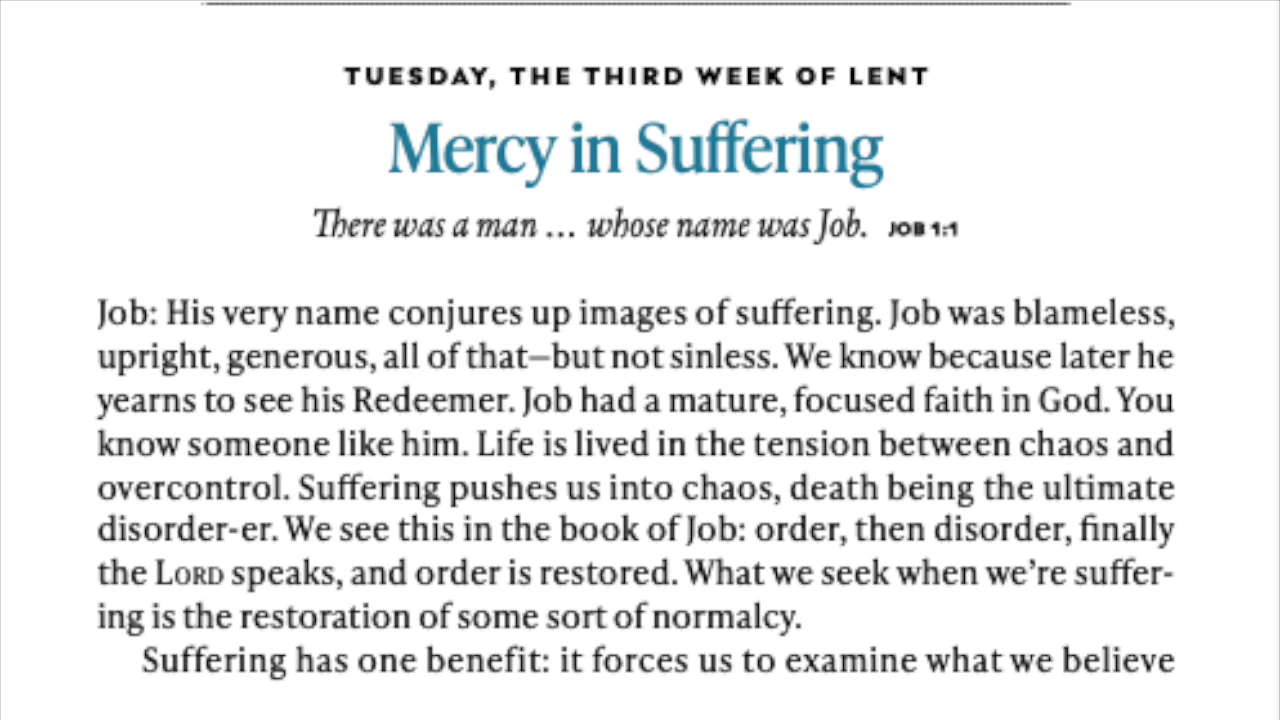 TUESDAY, THE THIRD WEEK OF LENT
Mercy in Suffering
There was a man … whose name was Job. JOB 1:1
Job: His very name conjures up images of suffering. Job was blameless,
upright, generous, all of that—but not sinless. We know because later he
yearns to see his Redeemer. Job had a mature, focused faith in God. You
know someone like him. Life is lived in the tension between chaos and
overcontrol. Suffering pushes us into chaos, death being the ultimate
disorder-er. We see this in the book of Job: order, then disorder, finally
the LORD speaks, and order is restored. What we seek when we’re suffer-
ing is the restoration of some sort of normalcy.
Suffering has one benefit: it forces us to examine what we believe